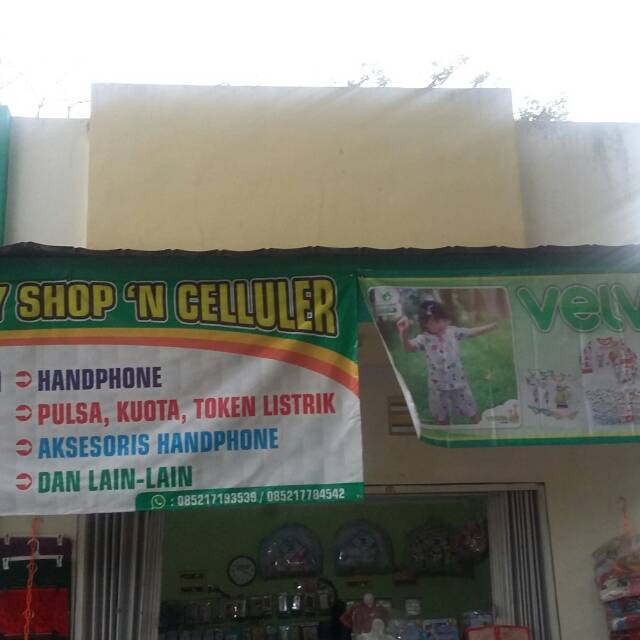 Y SHOP 'N CELLULER
HANDPHONE
PULSA, KUOTA, TOKEN LISTRIK
AKSESORIS HANDPHONE
DAN LAIN-LAIN
: 085217193539 / 085217784542
velv